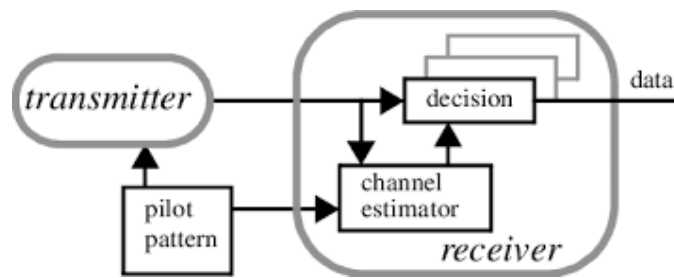 transmitter
decision
data
channel
estimator
pilot
pattern
receiver